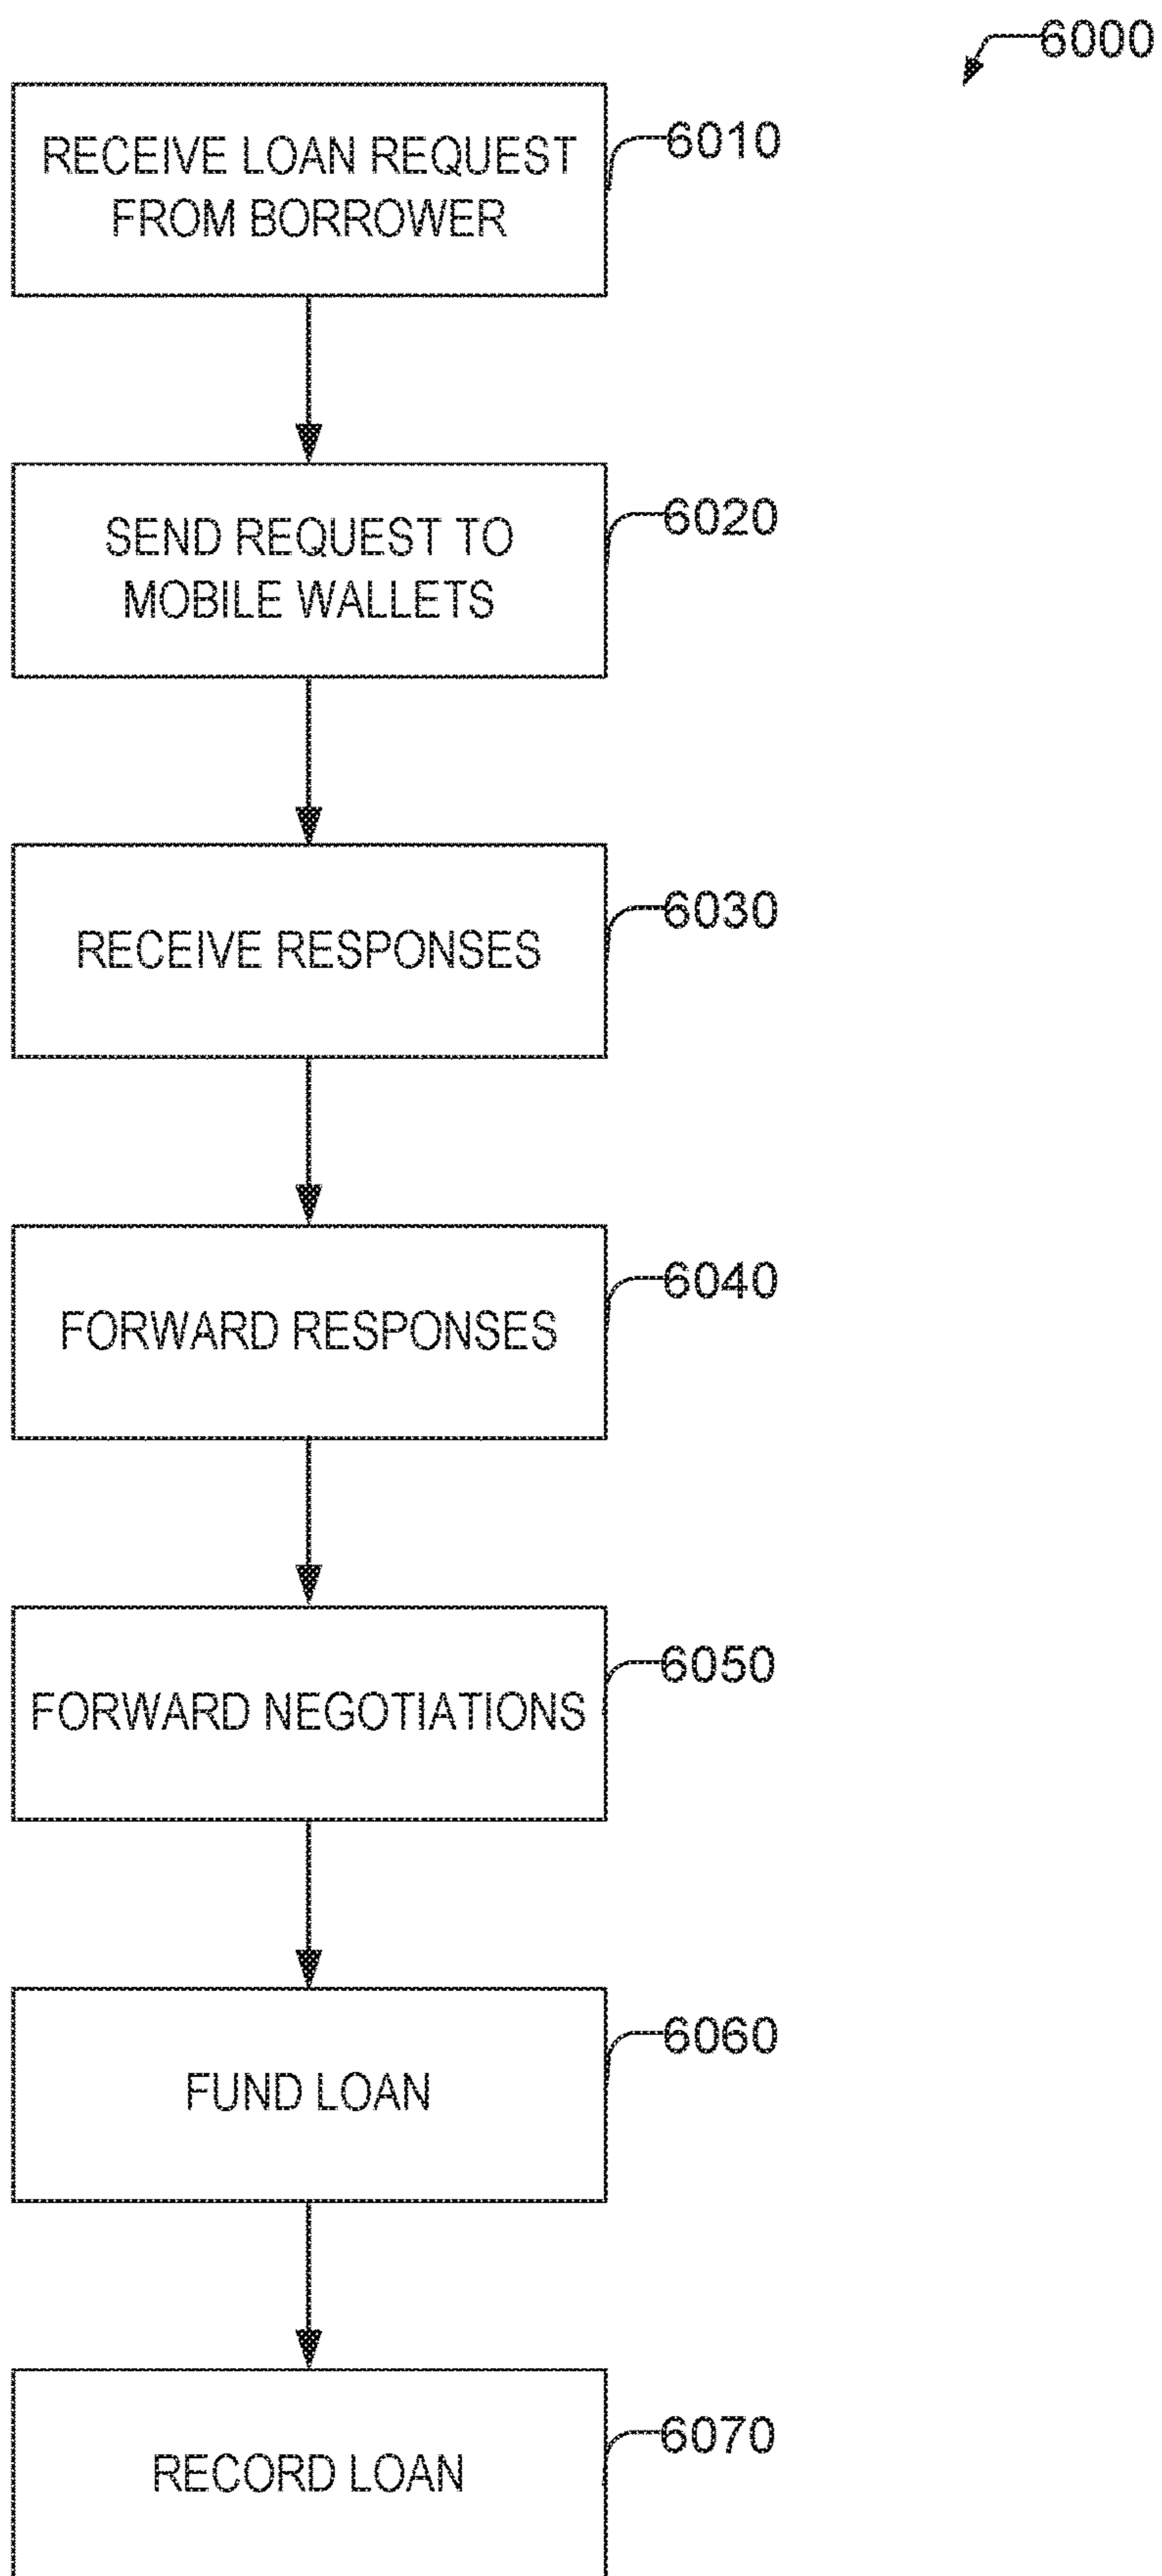 6000
RECEIVE LOAN REQUEST
FROM BORROWER
6010
SEND REQUEST TO
MOBILE WALLETS
6020
RECEIVE RESPONSES
6030
FORWARD RESPONSES
6040
FORWARD NEGOTIATIONS
6050
FUND LOAN
6060
RECORD LOAN
6070